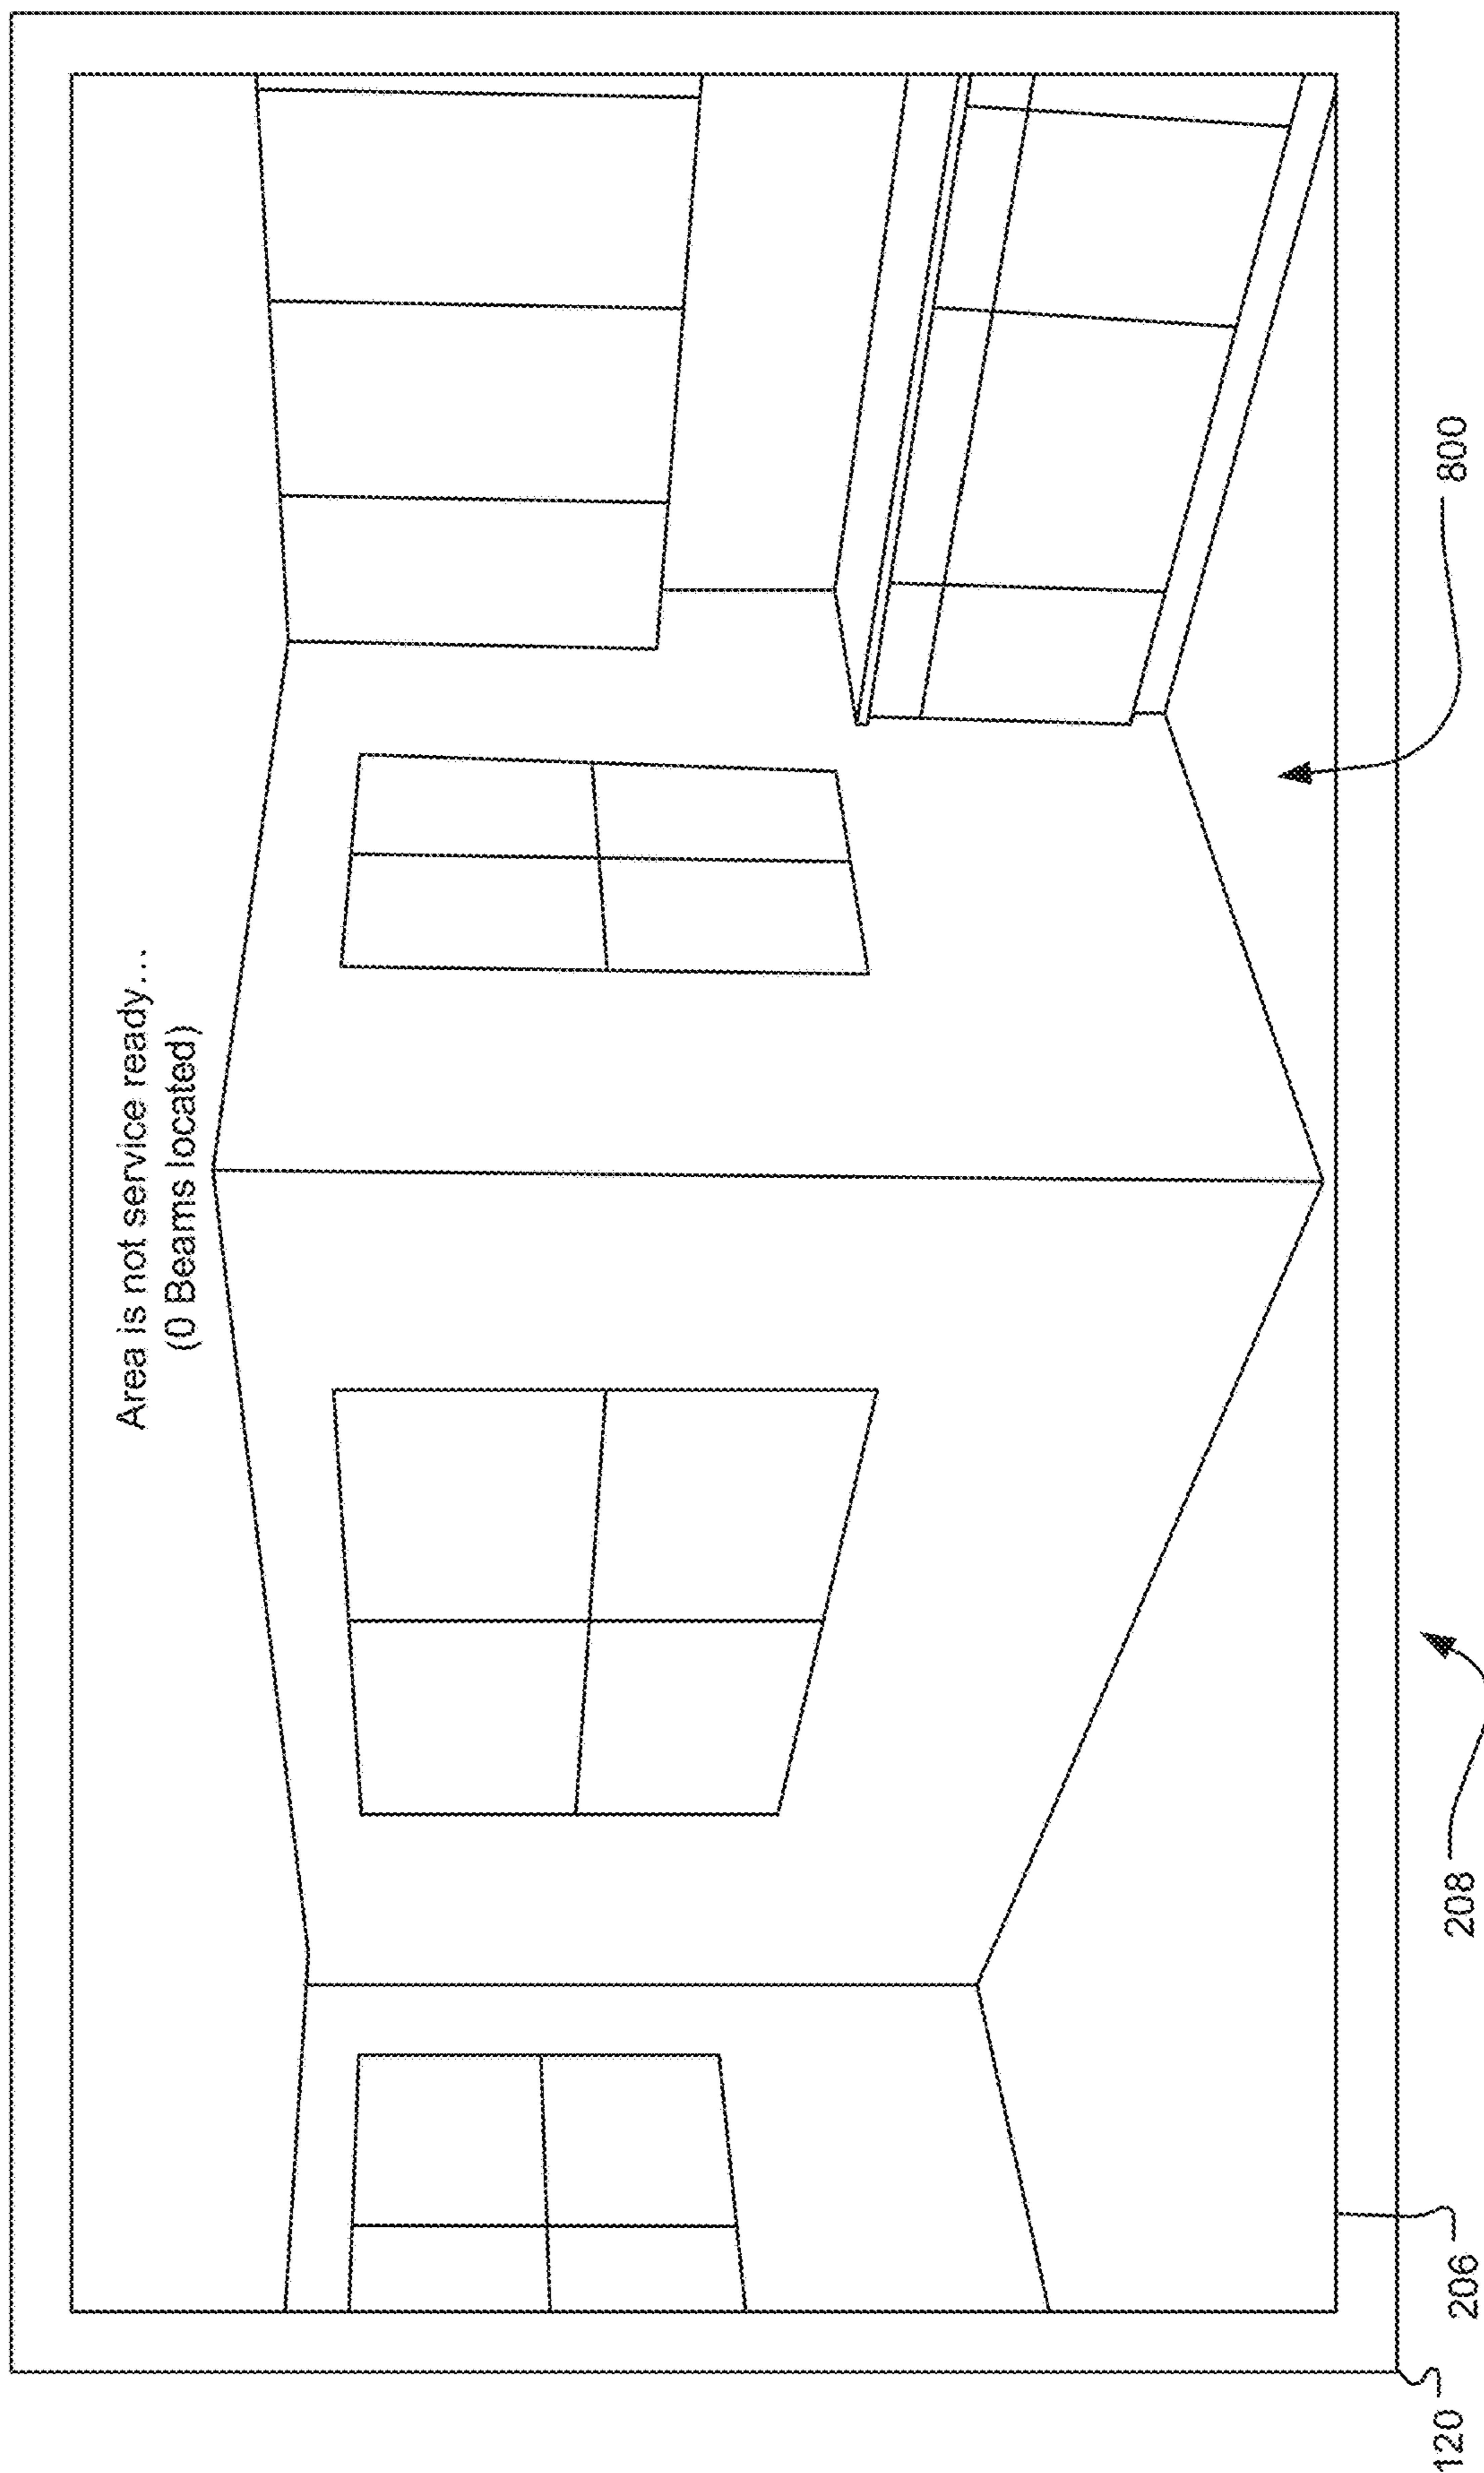 Area is not service ready...
(0 Beams located)
800
208
206
120